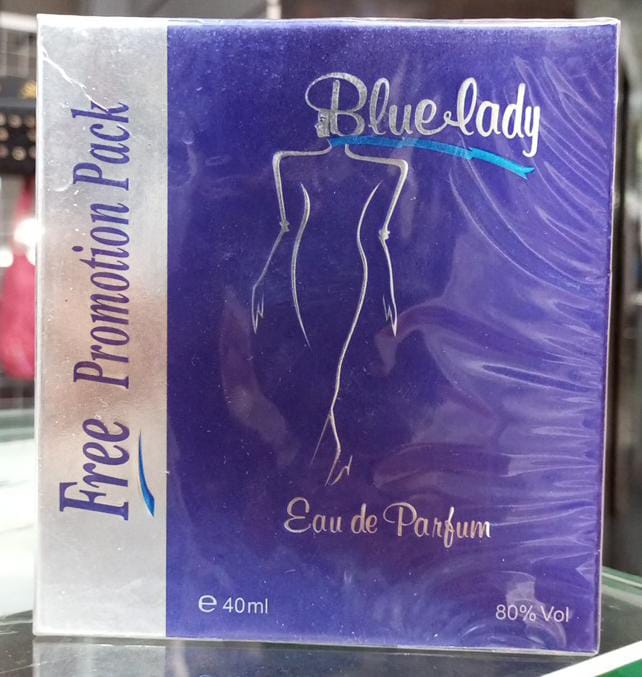 Free Promotion Pack
Blue lady
Eau de Parfum
e 40ml
80% Vol